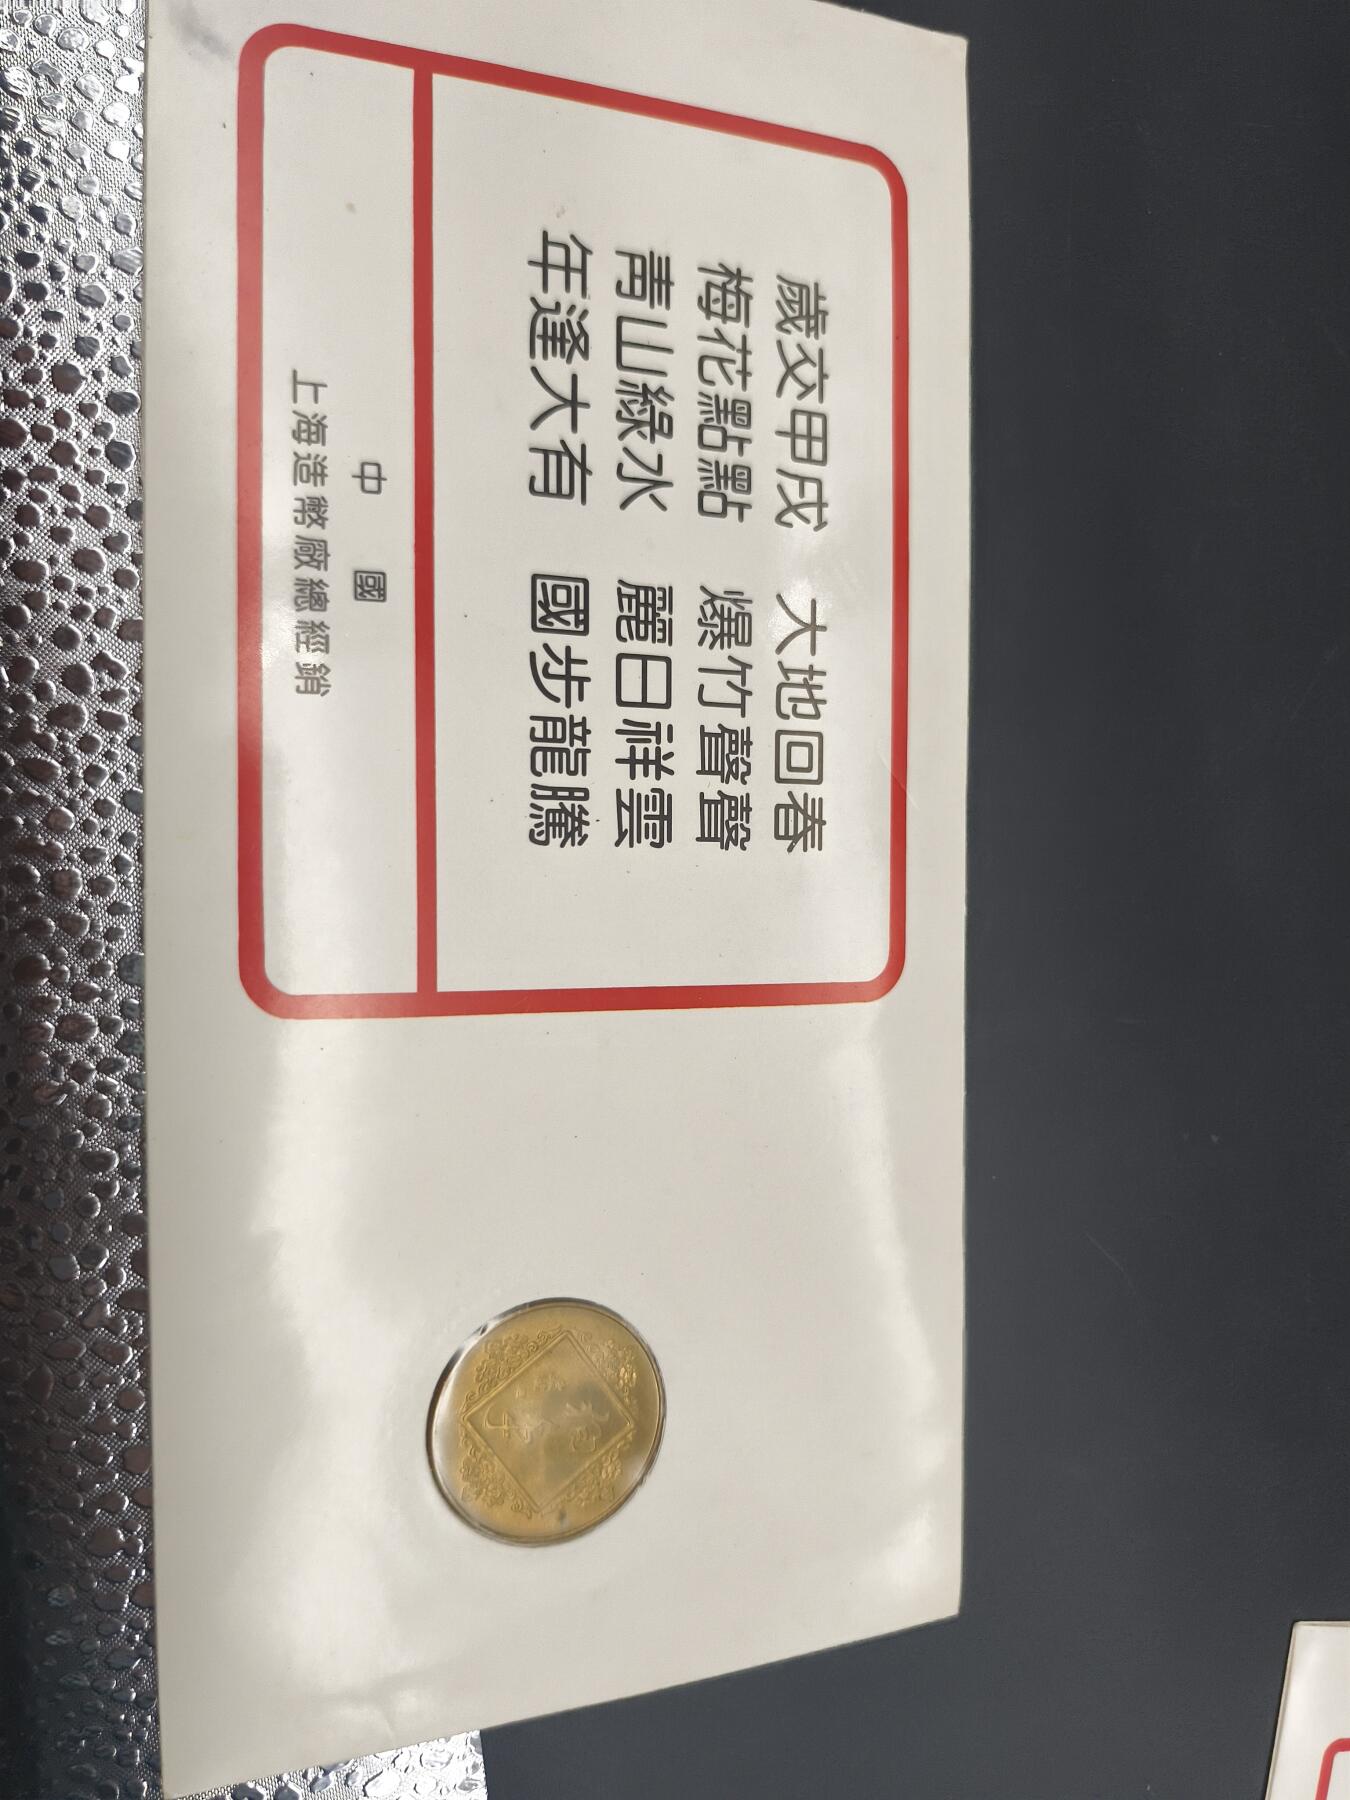 歲交甲戌 大地回春
梅花點點 爆竹聲聲
青山綠水 麗日祥雲
年逢大有 國步龍騰
中國
上海造幣廠總經銷